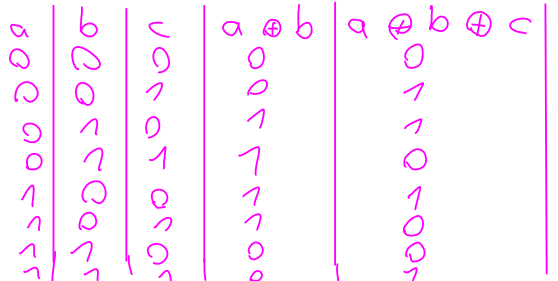 a b c a ⊕ b a ⊕ b ⊕ c
0 0 0 0 0
0 0 1 0 1
0 1 0 1 1
0 1 1 1 0
1 0 0 1 1
1 0 1 1 0
1 1 0 0 0
1 1 1 0 1